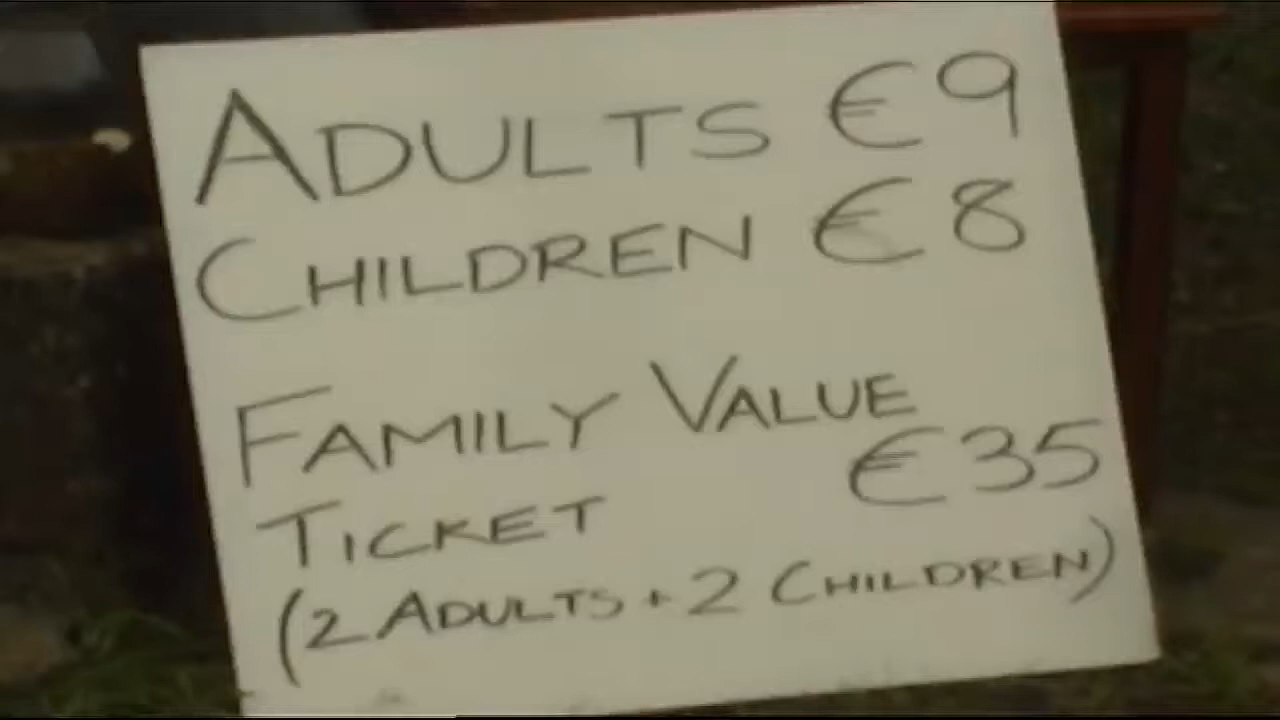 ADULTS €9
CHILDREN €8
FAMILY VALUE
TICKET €35
(2 ADULTS + 2 CHILDREN)